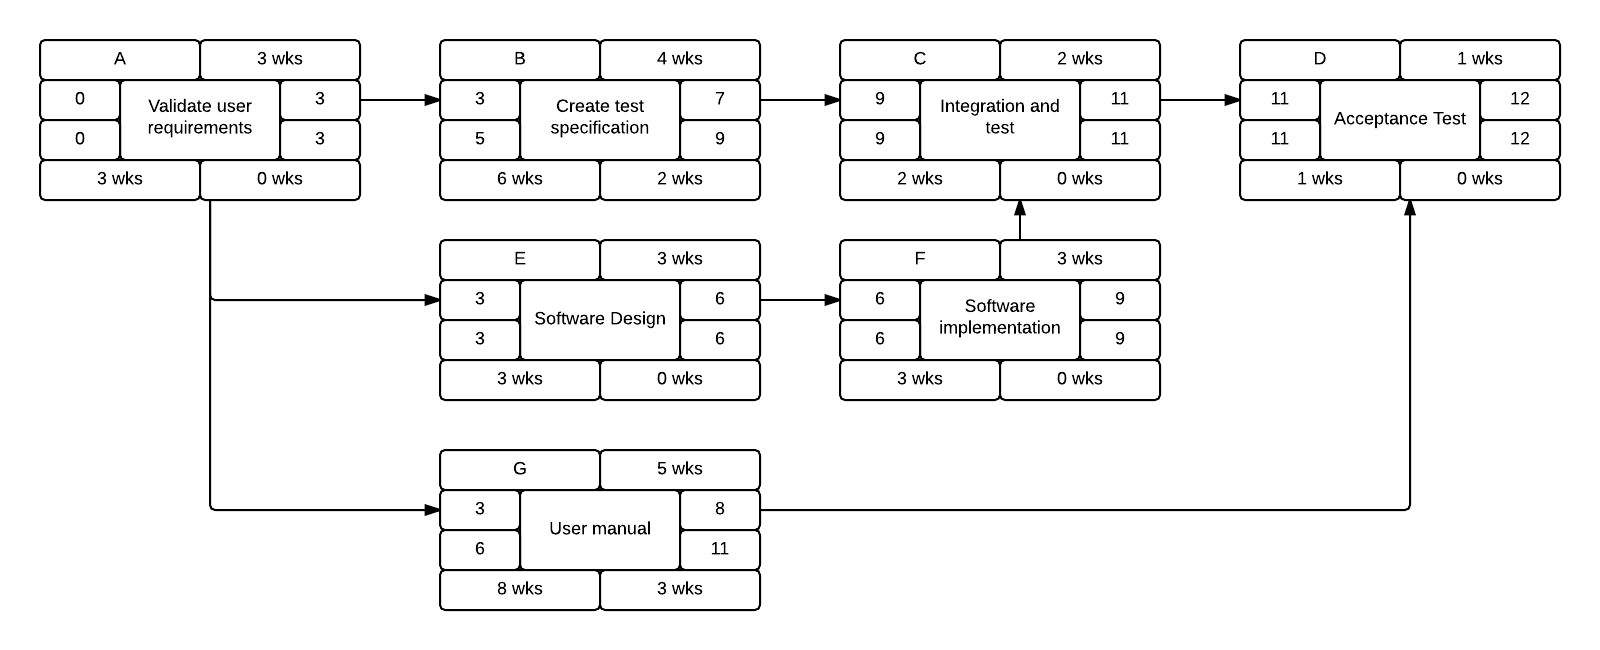 A
3 wks
0
Validate user
requirements
3
0
3
3 wks
0 wks
B
4 wks
3
Create test
specification
7
5
9
6 wks
2 wks
C
2 wks
9
Integration and
test
11
9
11
2 wks
0 wks
D
1 wks
11
Acceptance Test
12
11
12
1 wks
0 wks
E
3 wks
3
Software Design
6
3
6
3 wks
0 wks
F
3 wks
6
Software
implementation
9
6
9
3 wks
0 wks
G
5 wks
3
User manual
8
6
11
8 wks
3 wks